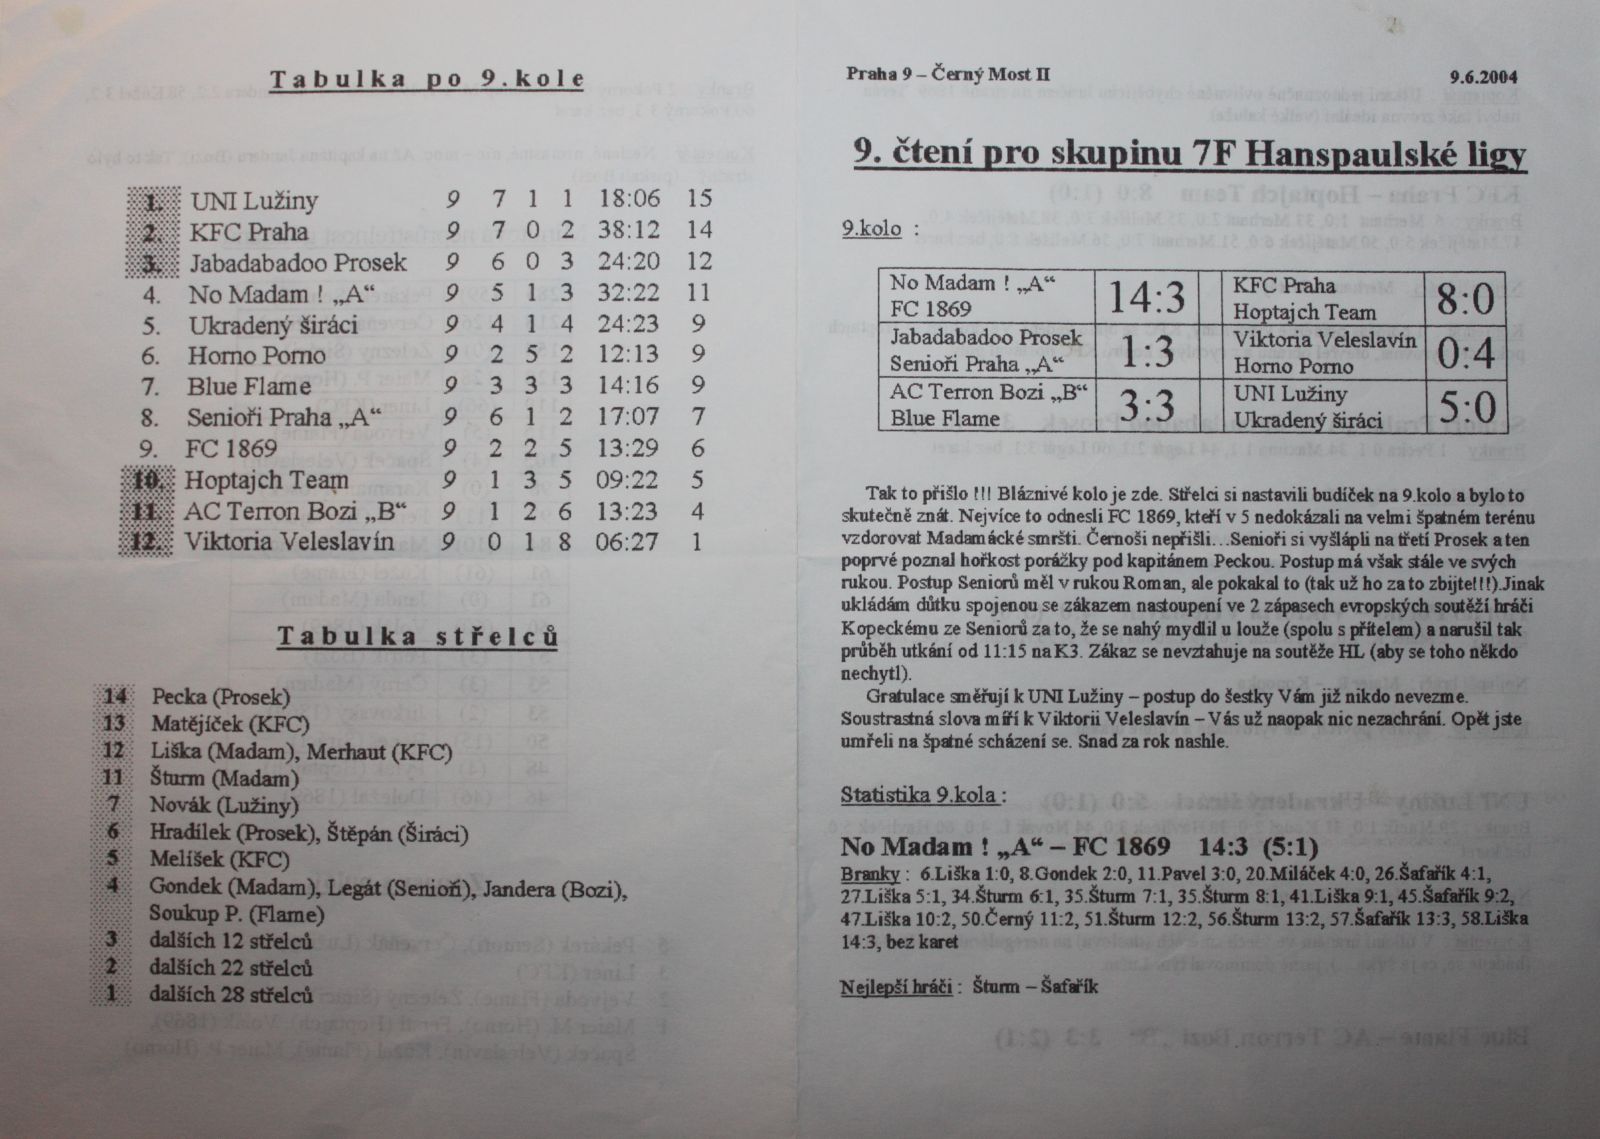 Tabulka po 9.kole
1. UNI Lužiny 9 7 1 1 18:06 15
2. KFC Praha 9 7 0 2 38:12 14
3. Jabadabadoo Prosek 9 6 0 3 24:20 12
4. No Madam ! „A“ 9 5 1 3 32:22 11
5. Ukradený širáci 9 4 1 4 24:23 9
6. Horno Porno 9 2 5 2 12:13 9
7. Blue Flame 9 3 3 3 14:16 9
8. Senioři Praha „A“ 9 6 1 2 17:07 7
9. FC 1869 9 2 2 5 13:29 6
10. Hoptajch Team 9 1 3 5 09:22 5
11. AC Terron Bozi „B“ 9 1 2 6 13:23 4
12. Viktoria Veleslavín 9 0 1 8 06:27 1
Tabulka střelců
14 Pecka (Prosek)
13 Matějíček (KFC)
12 Liška (Madam), Merhaut (KFC)
11 Šturm (Madam)
7 Novák (Lužiny)
6 Hradílek (Prosek), Štěpán (Širáci)
5 Melíšek (KFC)
4 Gondek (Madam), Legát (Senioři), Jandera (Bozi),
Soukup P. (Flame)
3 dalších 12 střelců
2 dalších 22 střelců
1 dalších 28 střelců
Praha 9 – Černý Most II 9.6.2004
9. čtení pro skupinu 7F Hanspaulské ligy
9.kolo :
No Madam ! „A“ 14:3 KFC Praha 8:0
FC 1869 Hoptajch Team
Jabadabadoo Prosek 1:3 Viktoria Veleslavín 0:4
Senioři Praha „A“ Horno Porno
AC Terron Bozi „B“ 3:3 UNI Lužiny 5:0
Blue Flame Ukradený širáci
Tak to přišlo !!! Bláznivé kolo je zde. Střelci si nastavili budíček na 9.kolo a bylo to
skutečně znát. Nejvíce to odnesli FC 1869, kteří v 5 nedokázali na velmi špatném terénu
vzdorovat Madamácké smršti. Černoši nepřišli…Senioři si vyšlápli na třetí Prosek a ten
poprvé poznal hořkost porážky pod kapitánem Peckou. Postup má však stále ve svých
rukou. Postup Seniorů měl v rukou Roman, ale pokakal to (tak už ho za to zbijte!!!).Jinak
ukládám důtku spojenou se zákazem nastoupení ve 2 zápasech evropských soutěží hráči
Kopeckému ze Seniorů za to, že se nahý mydlil u louže (spolu s přítelem) a narušil tak
průběh utkání od 11:15 na K3. Zákaz se nevztahuje na soutěže HL (aby se toho někdo
nechytl).
Gratulace směřují k UNI Lužiny – postup do šestky Vám již nikdo nevezme.
Soustrastná slova míří k Viktorii Veleslavín – Vás už naopak nic nezachrání. Opět jste
umřeli na špatné scházení se. Snad za rok nashle.
Statistika 9.kola :
No Madam ! „A“ – FC 1869 14:3 (5:1)
Branky : 6.Liška 1:0, 8.Gondek 2:0, 11.Pavel 3:0, 20.Miláček 4:0, 26.Šafařík 4:1,
27.Liška 5:1, 34.Šturm 6:1, 35.Šturm 7:1, 35.Šturm 8:1, 41.Liška 9:1, 45.Šafařík 9:2,
47.Liška 10:2, 50.Černý 11:2, 51.Šturm 12:2, 56.Šturm 13:2, 57.Šafařík 13:3, 58.Liška
14:3, bez karet
Nejlepší hráči : Šturm – Šafařík